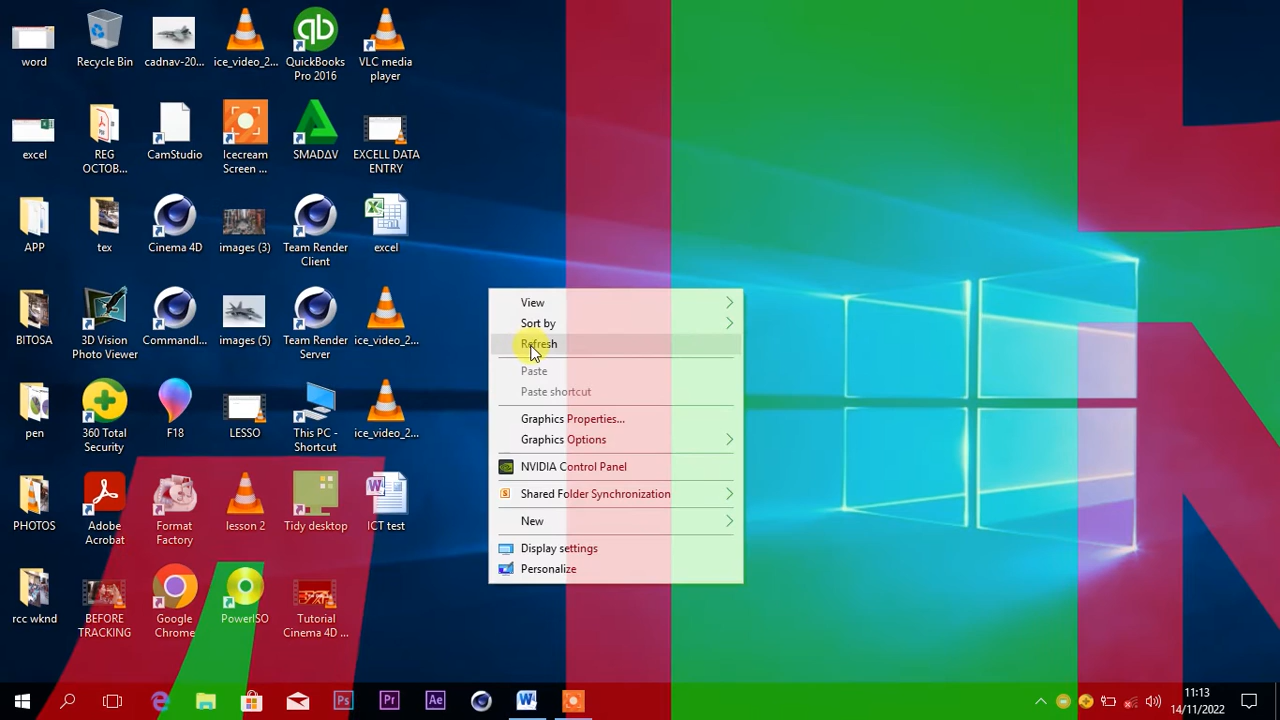 word
Recycle Bin
cadnav-20...
ice_video_2...
QuickBooks
Pro 2016
VLC media
player
excel
REG
OCTOB...
CamStudio
Icecream
Screen ...
SMADΔV
EXCELL DATA
ENTRY
APP
tex
Cinema 4D
images (3)
Team Render
Client
excel
BITOSA
3D Vision
Photo Viewer
Commandl...
images (5)
Team Render
Server
ice_video_2...
pen
360 Total
Security
F18
LESSO
This PC -
Shortcut
ice_video_2...
PHOTOS
Adobe
Acrobat
Format
Factory
lesson 2
Tidy desktop
ICT test
rcc wknd
BEFORE
TRACKING
Google
Chrome
PowerISO
Tutorial
Cinema 4D ...
View
Sort by
Refresh
Paste
Paste shortcut
Graphics Properties...
Graphics Options
NVIDIA Control Panel
Shared Folder Synchronization
New
Display settings
Personalize
Ps
Pr
Ae
11:13
14/11/2022